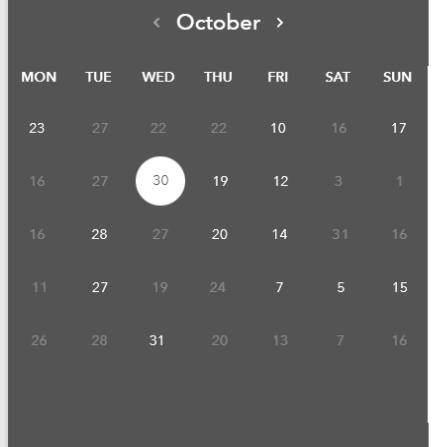 ‹ October ›
MON TUE WED THU FRI SAT SUN
23 27 22 22 10 16 17
16 27 30 19 12 3 1
16 28 27 20 14 31 16
11 27 19 24 7 5 15
26 28 31 20 13 7 16